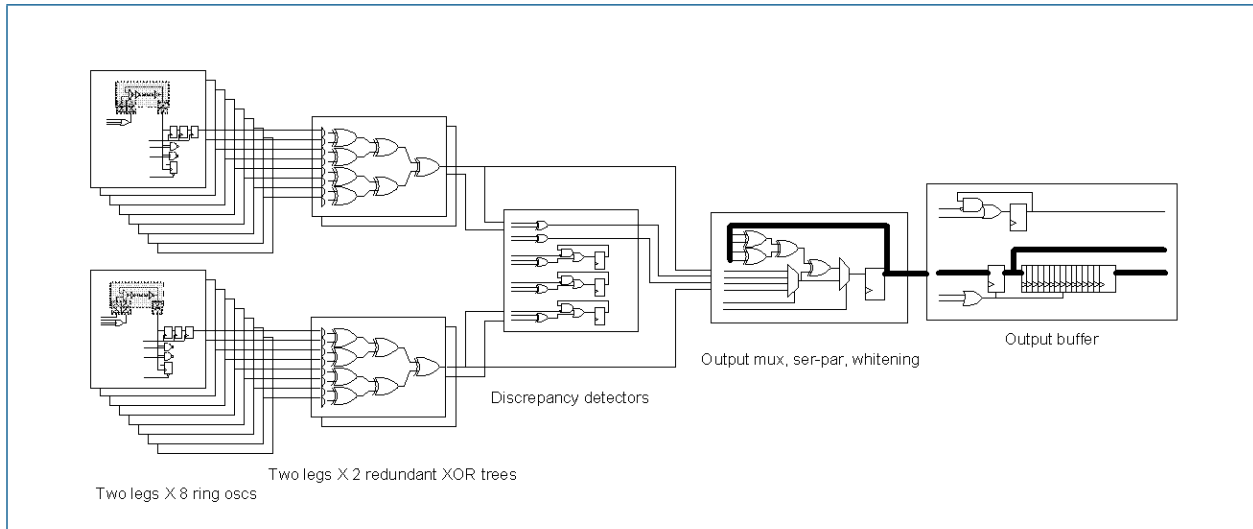 Output buffer
Output mux, ser-par, whitening
Discrepancy detectors
Two legs X 2 redundant XOR trees
Two legs X 8 ring oscs